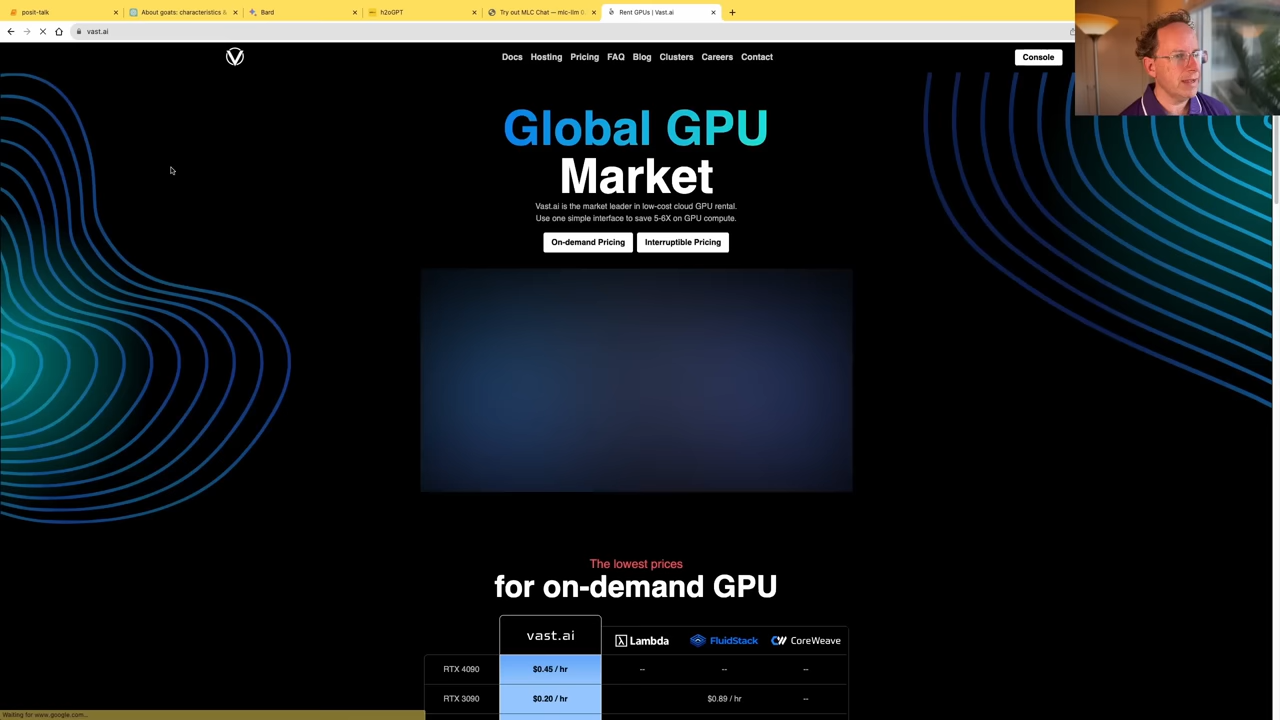 posit-talk
About goats: characteristics &
Bard
h2oGPT
Try out MLC Chat — mlc-llm 0.
Rent GPUs | Vast.ai
vast.ai
Docs Hosting Pricing FAQ Blog Clusters Careers Contact
Console
Global GPU
Market
Vast.ai is the market leader in low-cost cloud GPU rental.
Use one simple interface to save 5-6X on GPU compute.
On-demand Pricing Interruptible Pricing
The lowest prices
for on-demand GPU
vast.ai Lambda FluidStack CoreWeave
RTX 4090 $0.45 / hr -- -- --
RTX 3090 $0.20 / hr $0.89 / hr --
Waiting for www.google.com...